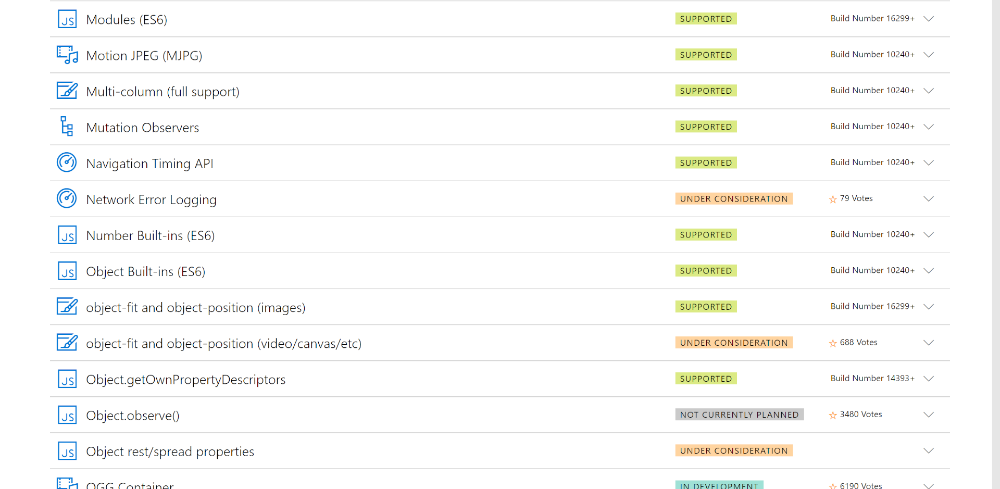 JS Modules (ES6) SUPPORTED Build Number 16299+
Motion JPEG (MJPG) SUPPORTED Build Number 10240+
Multi-column (full support) SUPPORTED Build Number 10240+
Mutation Observers SUPPORTED Build Number 10240+
Navigation Timing API SUPPORTED Build Number 10240+
Network Error Logging UNDER CONSIDERATION 79 Votes
JS Number Built-ins (ES6) SUPPORTED Build Number 10240+
JS Object Built-ins (ES6) SUPPORTED Build Number 10240+
object-fit and object-position (images) SUPPORTED Build Number 16299+
object-fit and object-position (video/canvas/etc) UNDER CONSIDERATION 688 Votes
JS Object.getOwnPropertyDescriptors SUPPORTED Build Number 14393+
JS Object.observe() NOT CURRENTLY PLANNED 3480 Votes
JS Object rest/spread properties UNDER CONSIDERATION
OGG Container IN DEVELOPMENT 6190 Votes